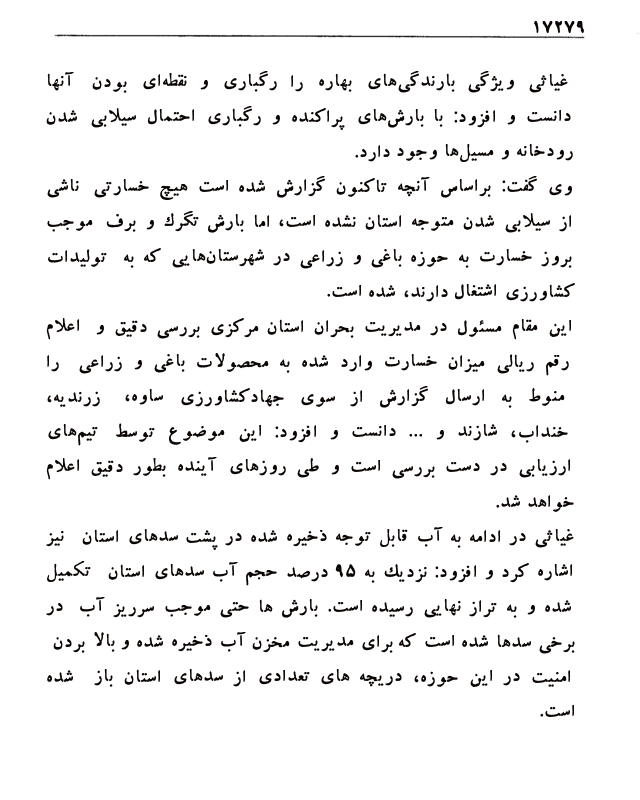 ۱۷۲۷۹
غیاثی ویژگی بارندگی‌های بهاره را رگباری و نقطه‌ای بودن آنها
دانست و افزود: با بارش‌های پراکنده و رگباری احتمال سیلابی شدن
رودخانه و مسیل‌ها وجود دارد.
وی گفت: براساس آنچه تاکنون گزارش شده است هیچ خسارتی ناشی
از سیلابی شدن متوجه استان نشده است، اما بارش تگرك و برف موجب
بروز خسارت به حوزه باغی و زراعی در شهرستان‌هایی که به تولیدات
کشاورزی اشتغال دارند، شده است.
این مقام مسئول در مدیریت بحران استان مرکزی بررسی دقیق و اعلام
رقم ریالی میزان خسارت وارد شده به محصولات باغی و زراعی را
منوط به ارسال گزارش از سوی جهادکشاورزی ساوه، زرندیه،
خنداب، شازند و ... دانست و افزود: این موضوع توسط تیم‌های
ارزیابی در دست بررسی است و طی روزهای آینده بطور دقیق اعلام
خواهد شد.
غیاثی در ادامه به آب قابل توجه ذخیره شده در پشت سدهای استان نیز
اشاره کرد و افزود: نزدیك به ۹۵ درصد حجم آب سدهای استان تکمیل
شده و به تراز نهایی رسیده است. بارش ها حتی موجب سرریز آب در
برخی سدها شده است که برای مدیریت مخزن آب ذخیره شده و بالا بردن
امنیت در این حوزه، دریچه های تعدادی از سدهای استان باز شده
است.